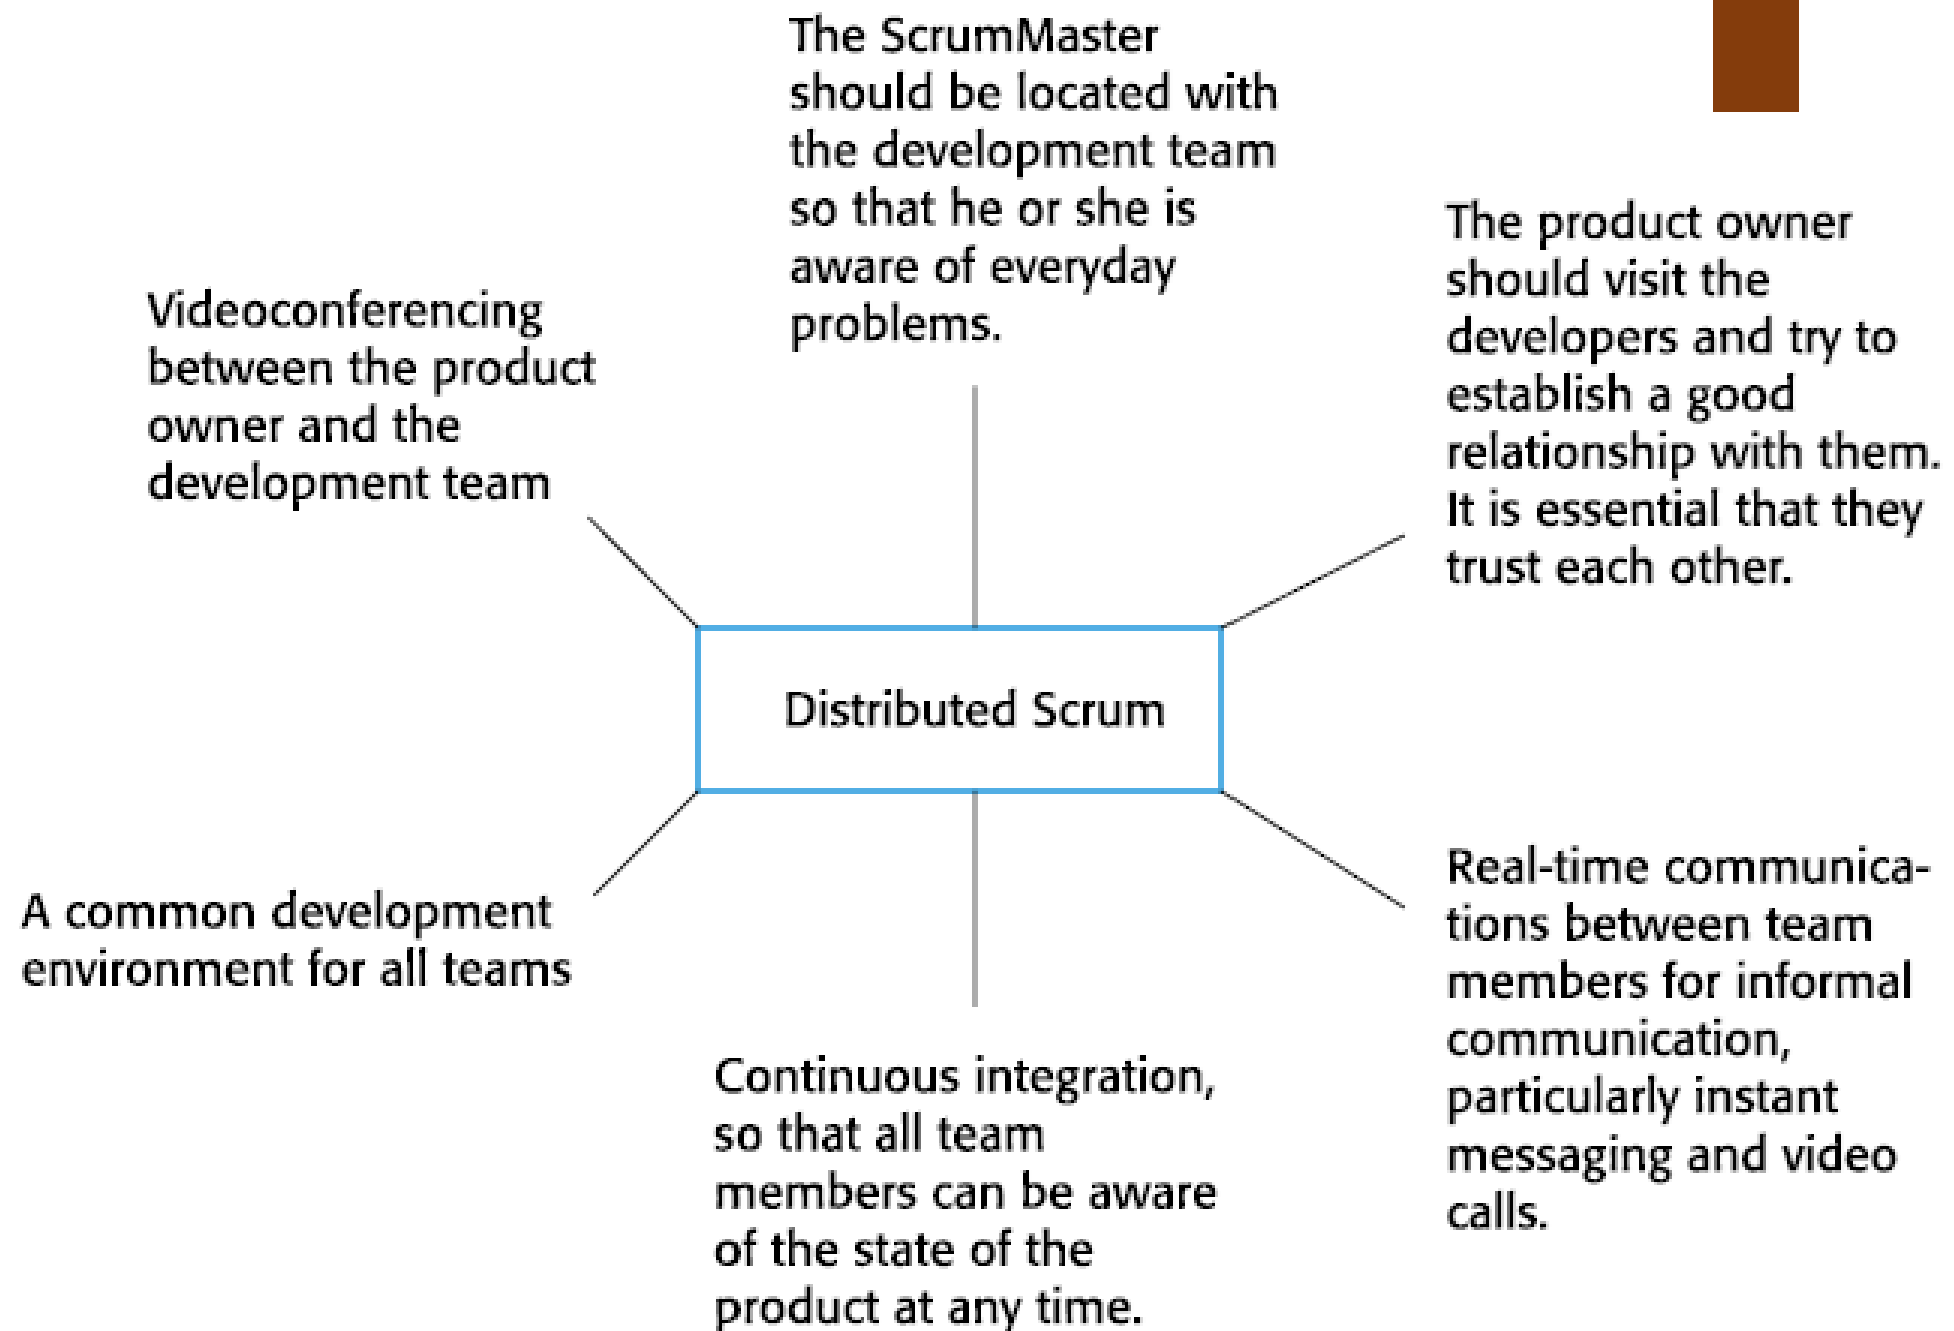 The ScrumMaster
should be located with
the development team
so that he or she is
aware of everyday
problems.
Videoconferencing
between the product
owner and the
development team
The product owner
should visit the
developers and try to
establish a good
relationship with them.
It is essential that they
trust each other.
Distributed Scrum
A common development
environment for all teams
Continuous integration,
so that all team
members can be aware
of the state of the
product at any time.
Real-time communica-
tions between team
members for informal
communication,
particularly instant
messaging and video
calls.